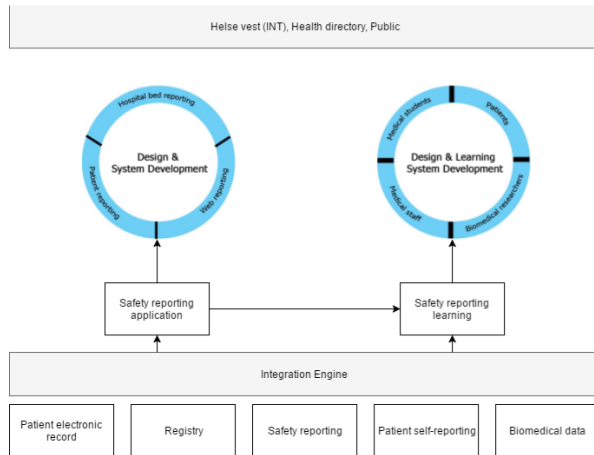 Helse vest (INT), Health directory, Public
Hospital bed reporting
Patient reporting
Web reporting
Design &
System Development
Medical students
Patients
Medical staff
Biomedical researchers
Design & Learning
System Development
Safety reporting
application
Safety reporting
learning
Integration Engine
Patient electronic
record
Registry
Safety reporting
Patient self-reporting
Biomedical data